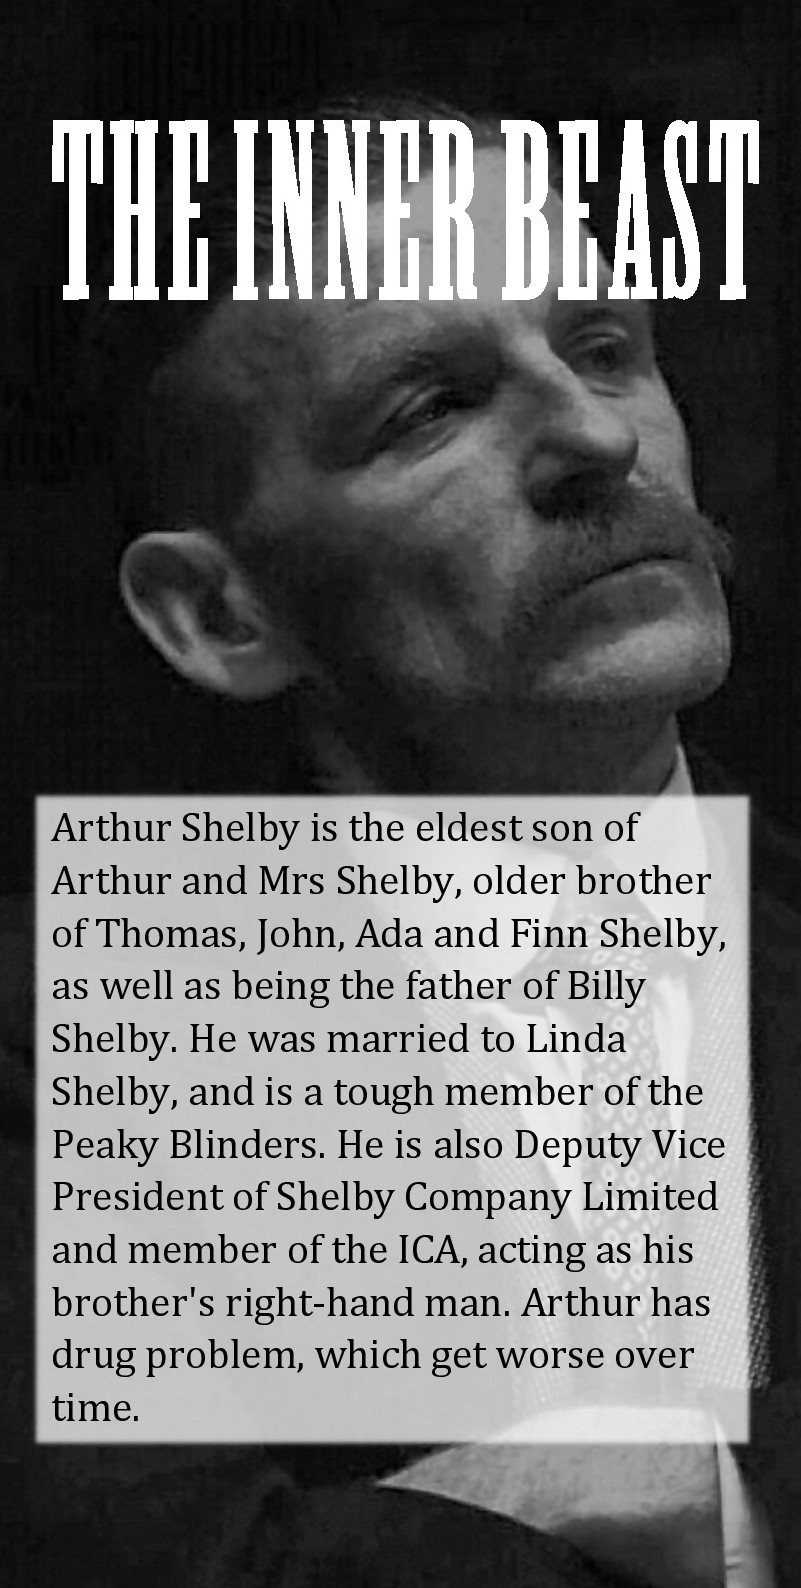 THE INNER BEAST
Arthur Shelby is the eldest son of
Arthur and Mrs Shelby, older brother
of Thomas, John, Ada and Finn Shelby,
as well as being the father of Billy
Shelby. He was married to Linda
Shelby, and is a tough member of the
Peaky Blinders. He is also Deputy Vice
President of Shelby Company Limited
and member of the ICA, acting as his
brother's right-hand man. Arthur has
drug problem, which get worse over
time.